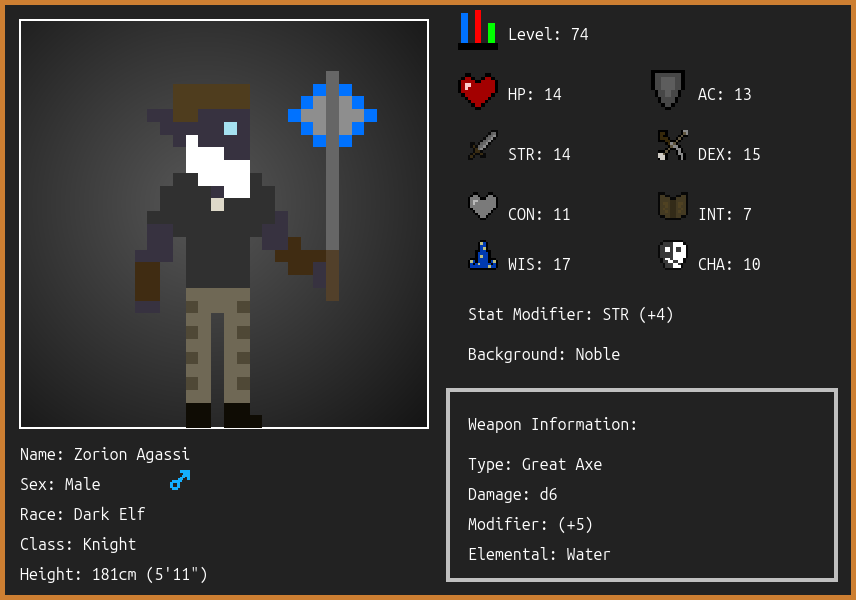 Level: 74
HP: 14
AC: 13
STR: 14
DEX: 15
CON: 11
INT: 7
WIS: 17
CHA: 10
Stat Modifier: STR (+4)
Background: Noble
Weapon Information:
Type: Great Axe
Damage: d6
Modifier: (+5)
Elemental: Water
Name: Zorion Agassi
Sex: Male
Race: Dark Elf
Class: Knight
Height: 181cm (5'11")